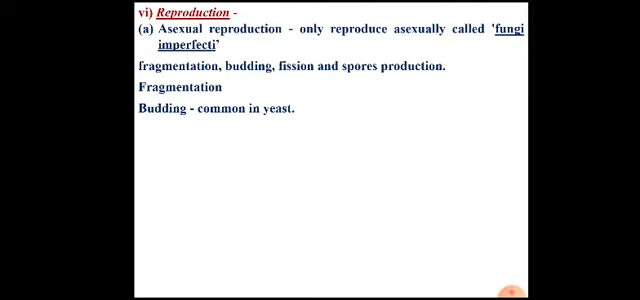 vi) Reproduction -
(a) Asexual reproduction - only reproduce asexually called 'fungi
imperfecti’
fragmentation, budding, fission and spores production.
Fragmentation
Budding - common in yeast.